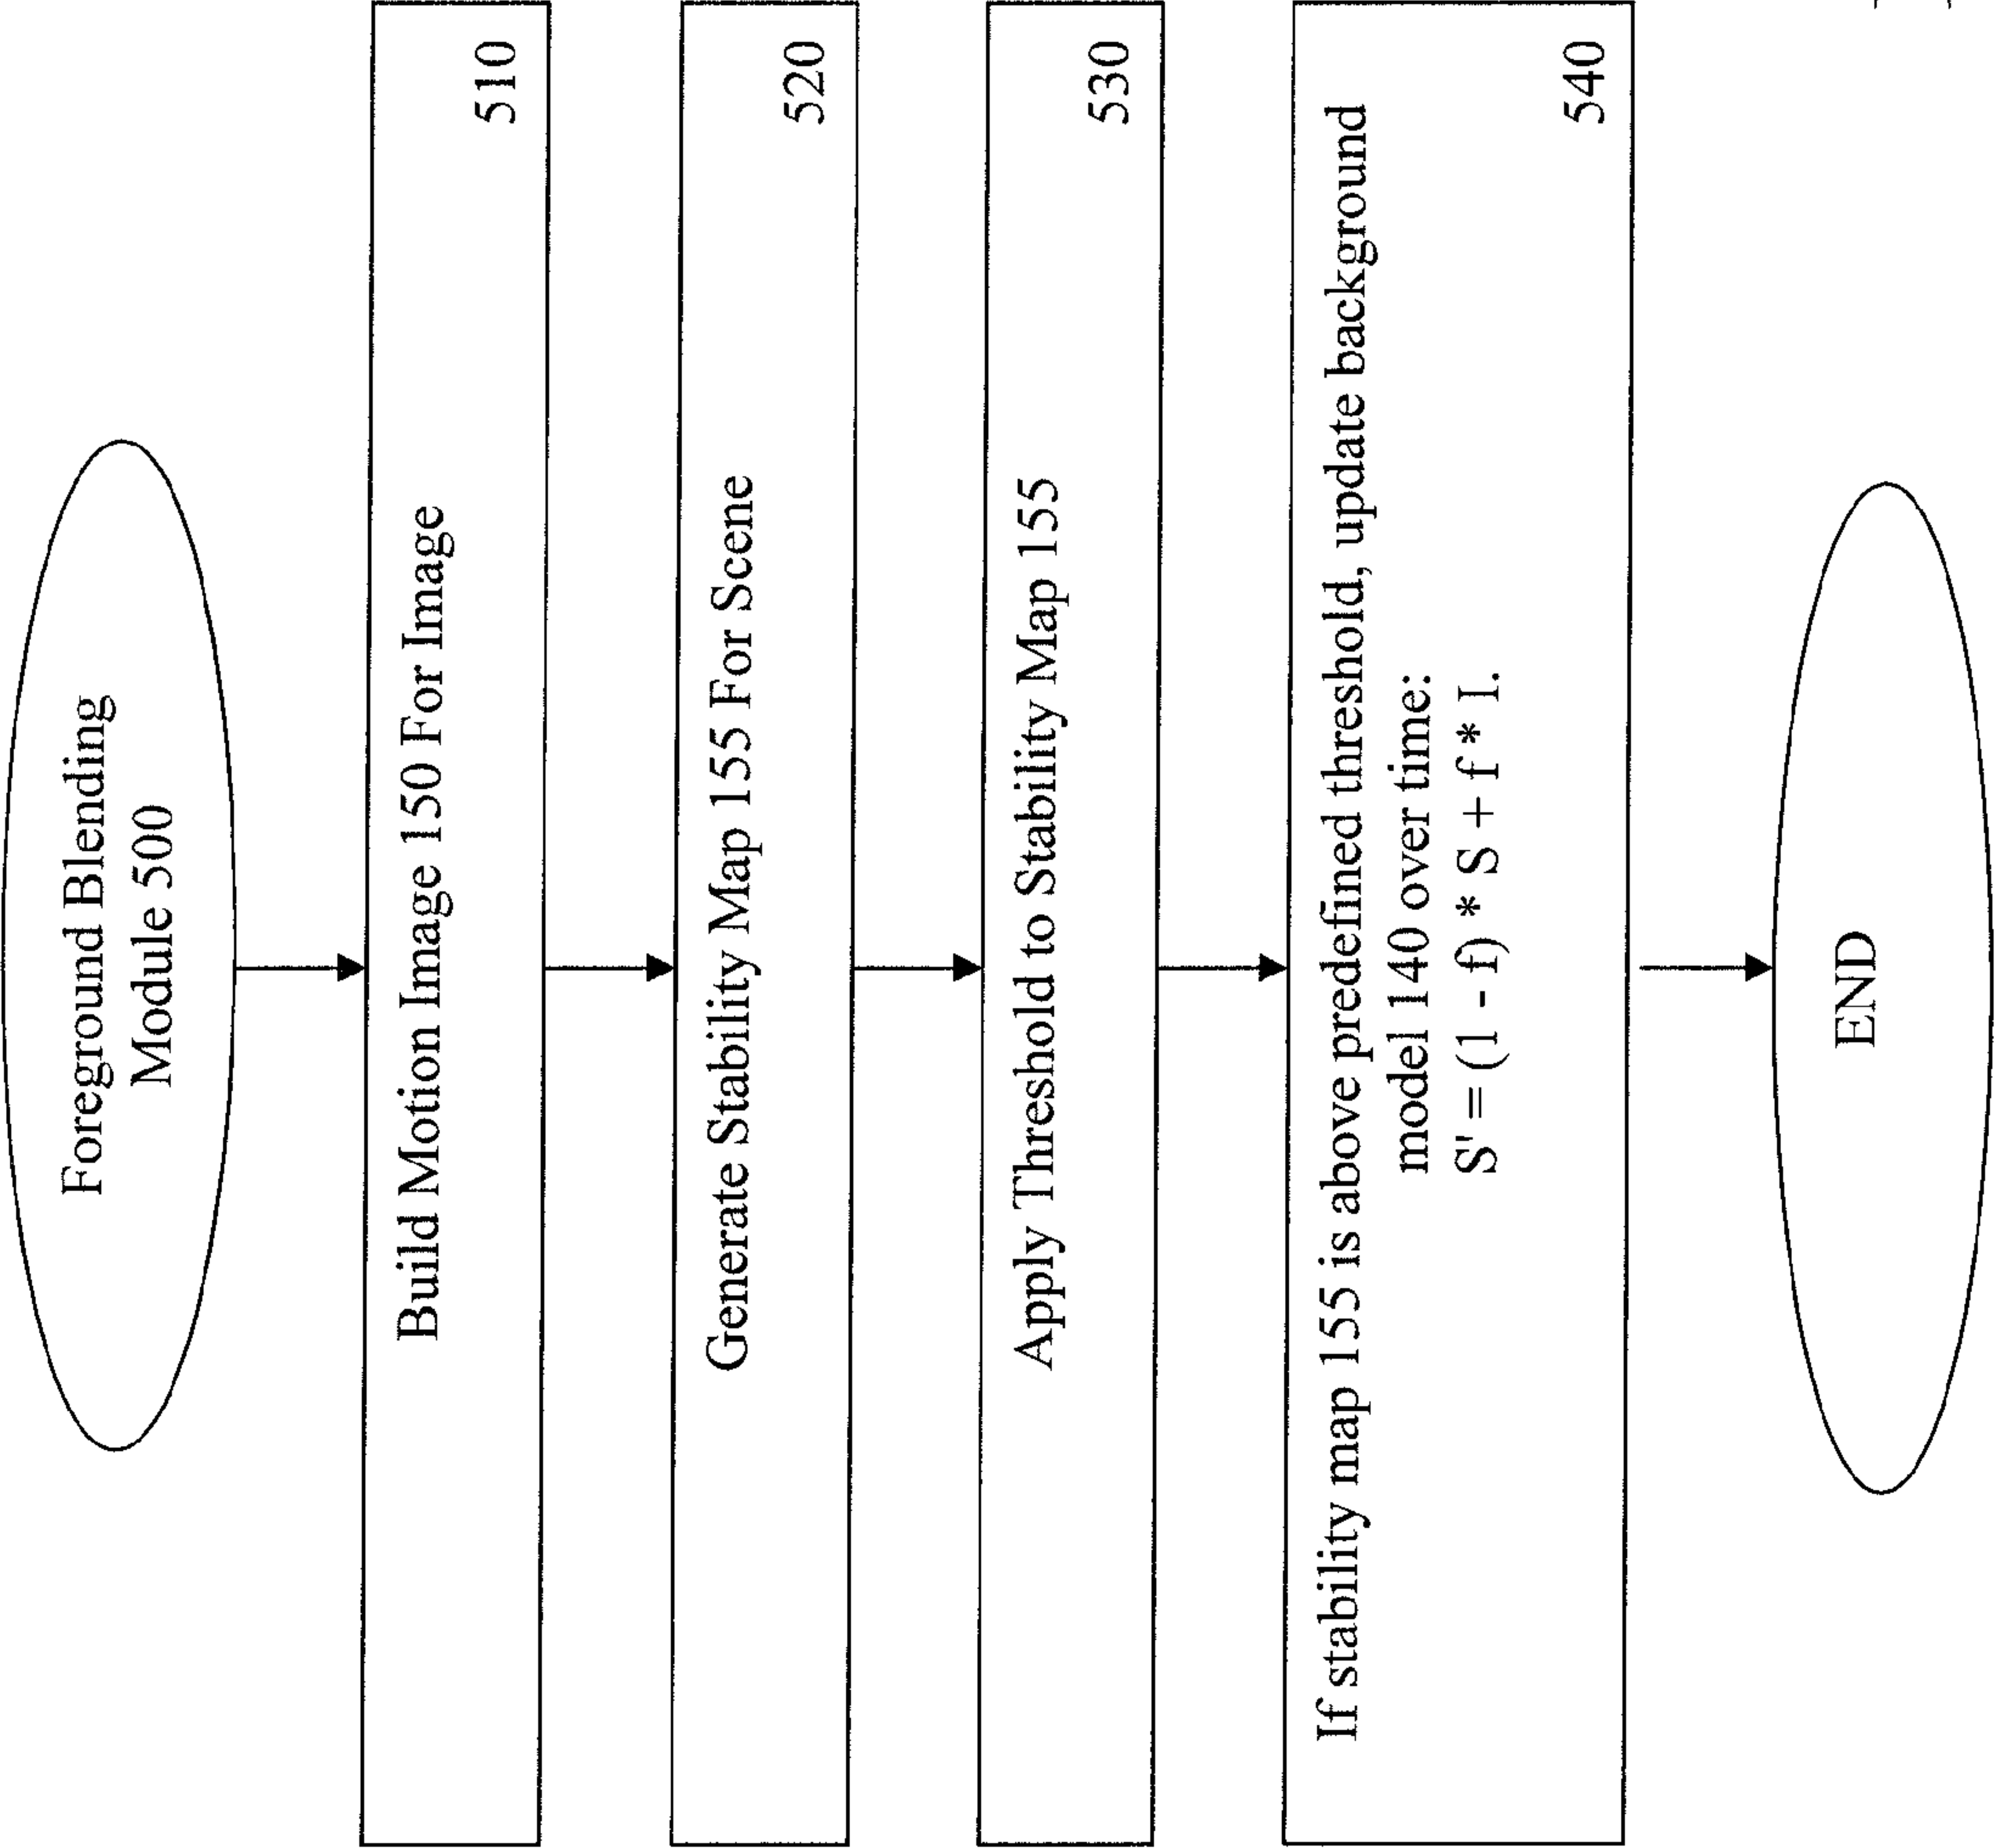 Foreground Blending
Module 500
Build Motion Image 150 For Image
510
Generate Stability Map 155 For Scene
520
Apply Threshold to Stability Map 155
530
If stability map 155 is above predefined threshold, update background
model 140 over time:
S' = (1 - f) * S + f * I.
540
END